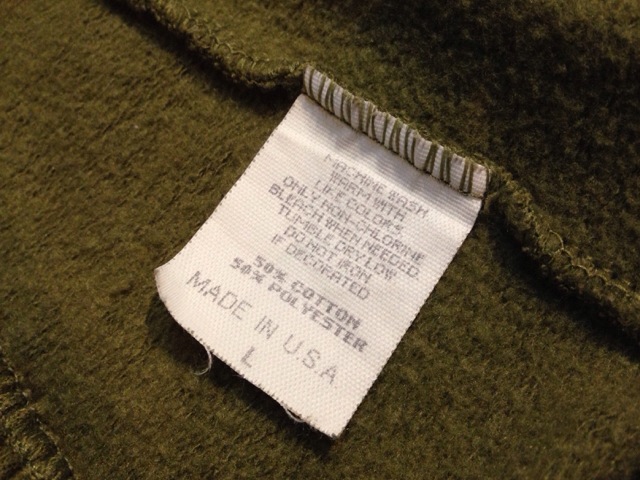 MACHINE WASH
WARM WITH
LIKE COLORS
ONLY NON-CHLORINE
BLEACH WHEN NEEDED
TUMBLE DRY LOW
DO NOT IRON
IF DECORATED
50% COTTON
50% POLYESTER
MADE IN U.S.A
L